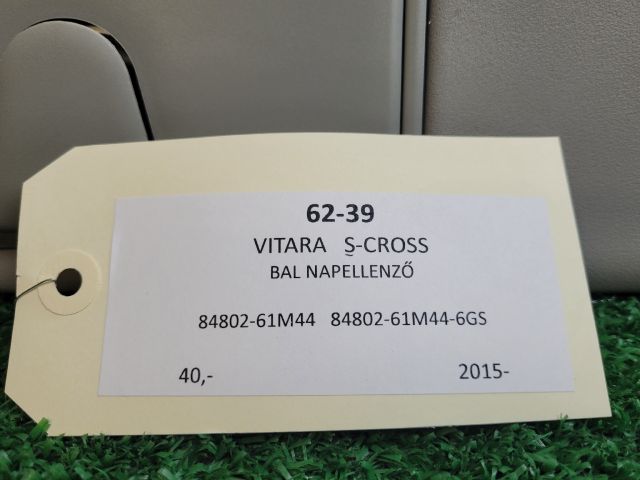 62-39
VITARA S-CROSS
BAL NAPELLENZŐ
84802-61M44 84802-61M44-6GS
40,- 2015-